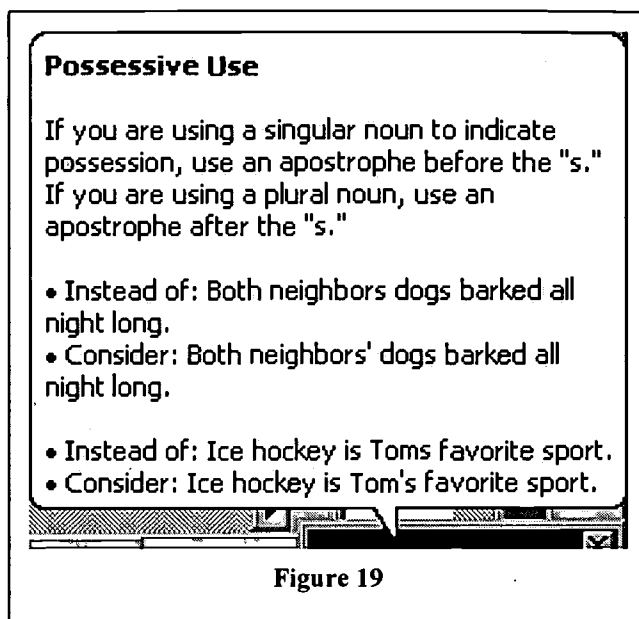 Possessive Use
If you are using a singular noun to indicate
possession, use an apostrophe before the "s."
If you are using a plural noun, use an
apostrophe after the "s."
• Instead of: Both neighbors dogs barked all
night long.
• Consider: Both neighbors' dogs barked all
night long.
• Instead of: Ice hockey is Toms favorite sport.
• Consider: Ice hockey is Tom's favorite sport.
Figure 19